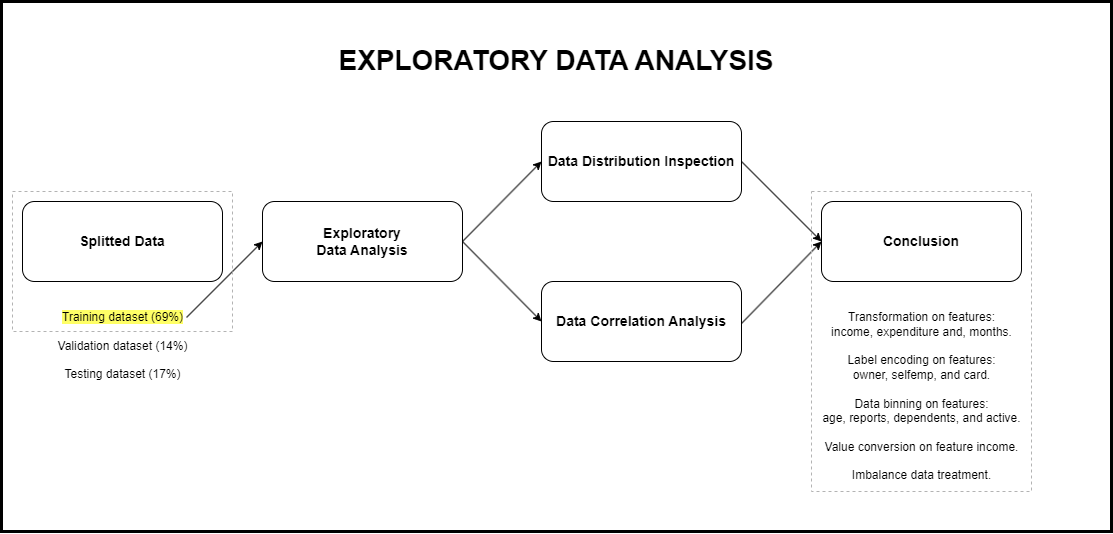 EXPLORATORY DATA ANALYSIS
Splitted Data
Training dataset (69%)
Validation dataset (14%)
Testing dataset (17%)
Exploratory
Data Analysis
Data Distribution Inspection
Data Correlation Analysis
Conclusion
Transformation on features:
income, expenditure and, months.
Label encoding on features:
owner, selfemp, and card.
Data binning on features:
age, reports, dependents, and active.
Value conversion on feature income.
Imbalance data treatment.